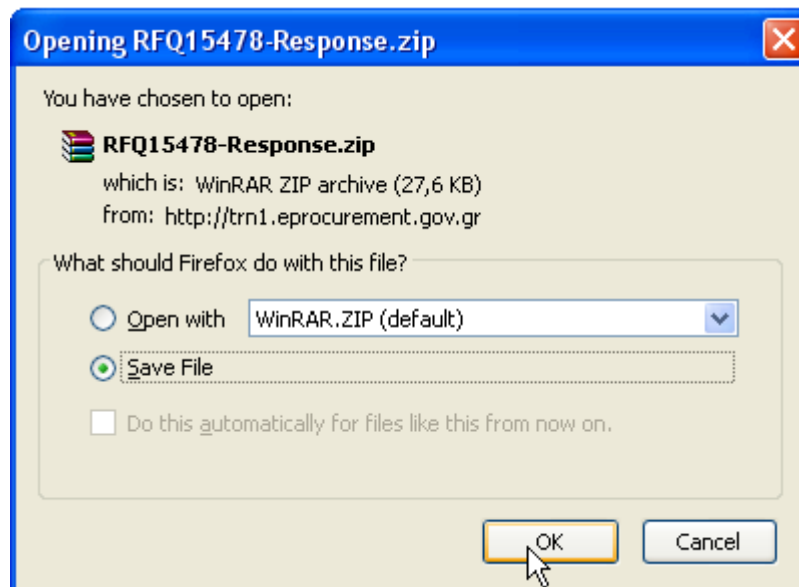 Opening RFQ15478-Response.zip
You have chosen to open:
RFQ15478-Response.zip
which is: WinRAR ZIP archive (27,6 KB)
from: http://trn1.eprocurement.gov.gr
What should Firefox do with this file?
Open with WinRAR.ZIP (default)
Save File
Do this automatically for files like this from now on.
OK Cancel